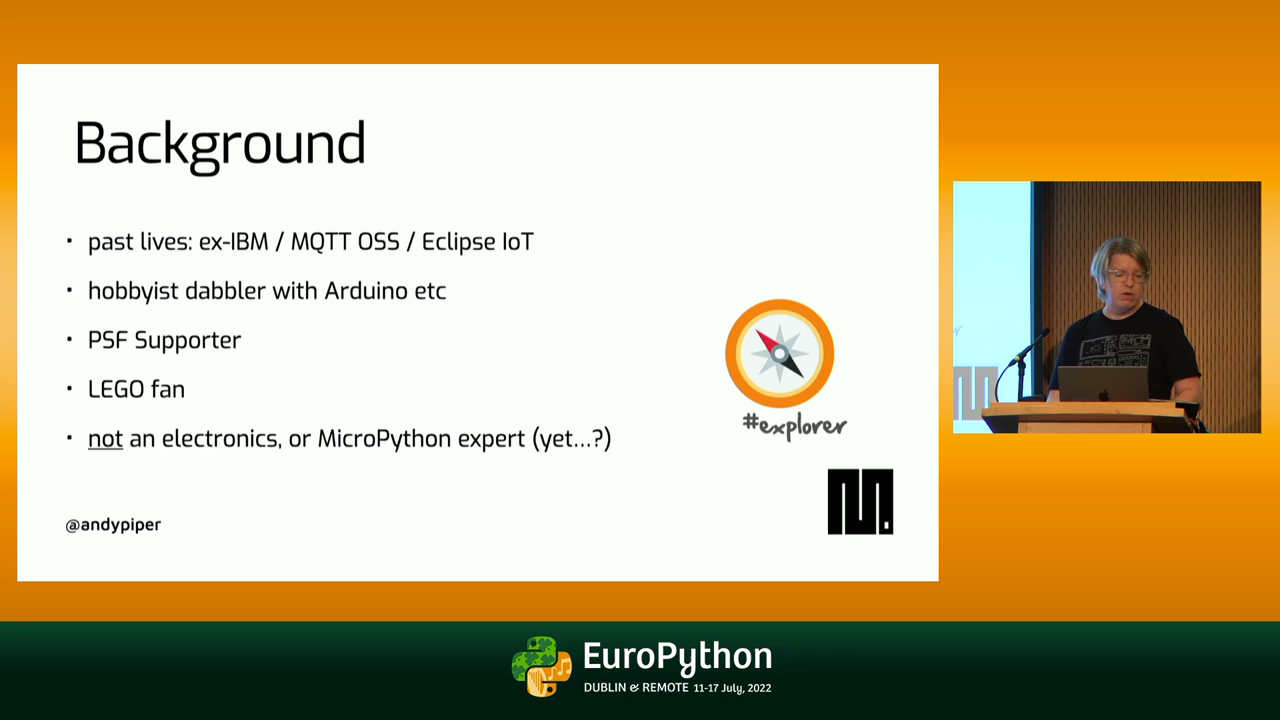 Background
• past lives: ex-IBM / MQTT OSS / Eclipse IoT
• hobbyist dabbler with Arduino etc
• PSF Supporter
• LEGO fan
• not an electronics, or MicroPython expert (yet...?)
#explorer
@andypiper
EuroPython
DUBLIN & REMOTE 11-17 July, 2022